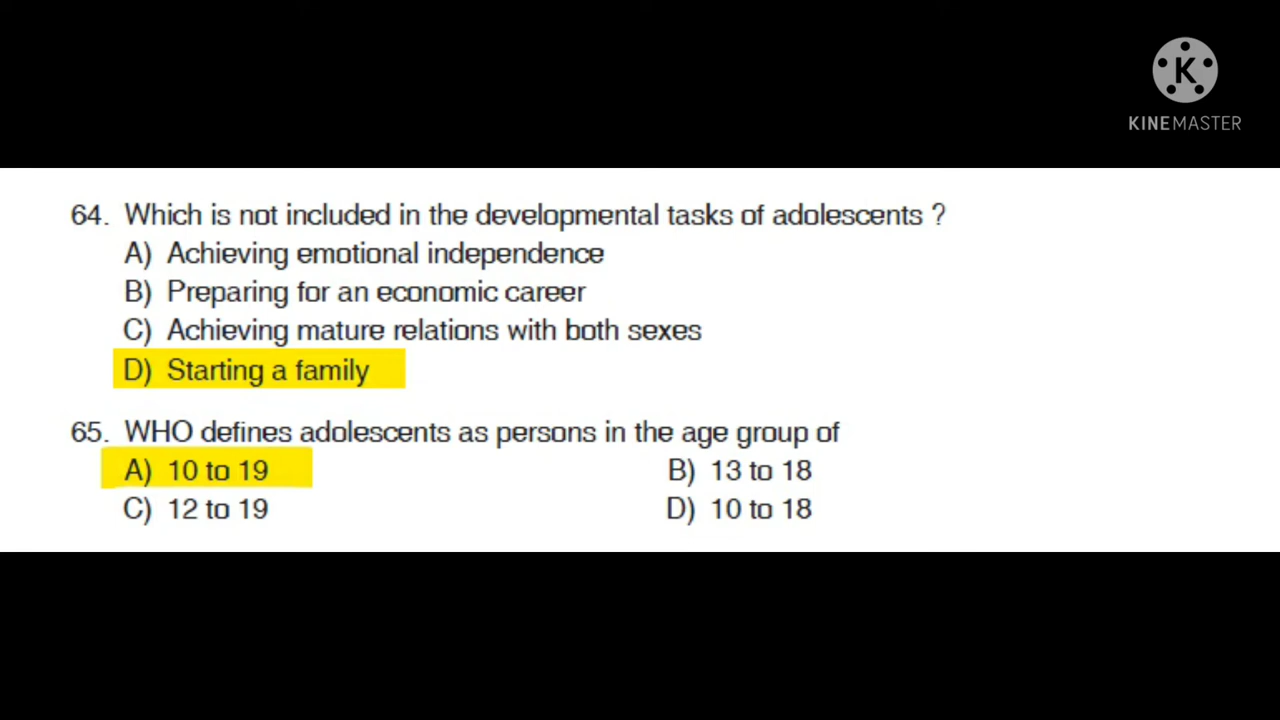 K
KINEMASTER
64. Which is not included in the developmental tasks of adolescents ?
A) Achieving emotional independence
B) Preparing for an economic career
C) Achieving mature relations with both sexes
D) Starting a family
65. WHO defines adolescents as persons in the age group of
A) 10 to 19 B) 13 to 18
C) 12 to 19 D) 10 to 18